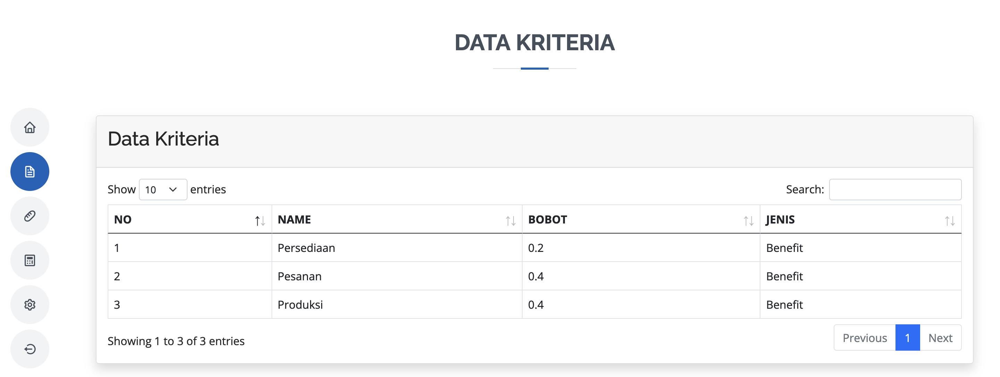 DATA KRITERIA
Data Kriteria
Show 10 entries Search:
NO NAME BOBOT JENIS
1 Persediaan 0.2 Benefit
2 Pesanan 0.4 Benefit
3 Produksi 0.4 Benefit
Showing 1 to 3 of 3 entries Previous 1 Next